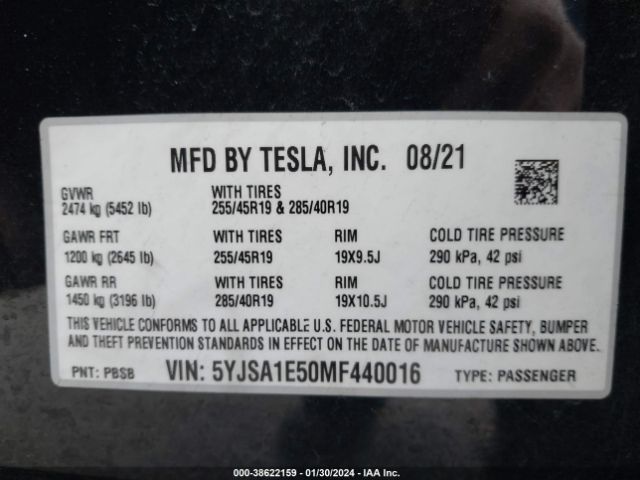 MFD BY TESLA, INC. 08/21
GVWR WITH TIRES
2474 kg (5452 lb) 255/45R19 & 285/40R19
GAWR FRT WITH TIRES RIM COLD TIRE PRESSURE
1200 kg (2645 lb) 255/45R19 19X9.5J 290 kPa, 42 psi
GAWR RR WITH TIRES RIM COLD TIRE PRESSURE
1450 kg (3196 lb) 285/40R19 19X10.5J 290 kPa, 42 psi
THIS VEHICLE CONFORMS TO ALL APPLICABLE U.S. FEDERAL MOTOR VEHICLE SAFETY, BUMPER
AND THEFT PREVENTION STANDARDS IN EFFECT ON THE DATE OF MANUFACTURE SHOWN ABOVE.
PNT: PBSB VIN: 5YJSA1E50MF440016 TYPE: PASSENGER
000-38622159 - 01/30/2024 - IAA Inc.